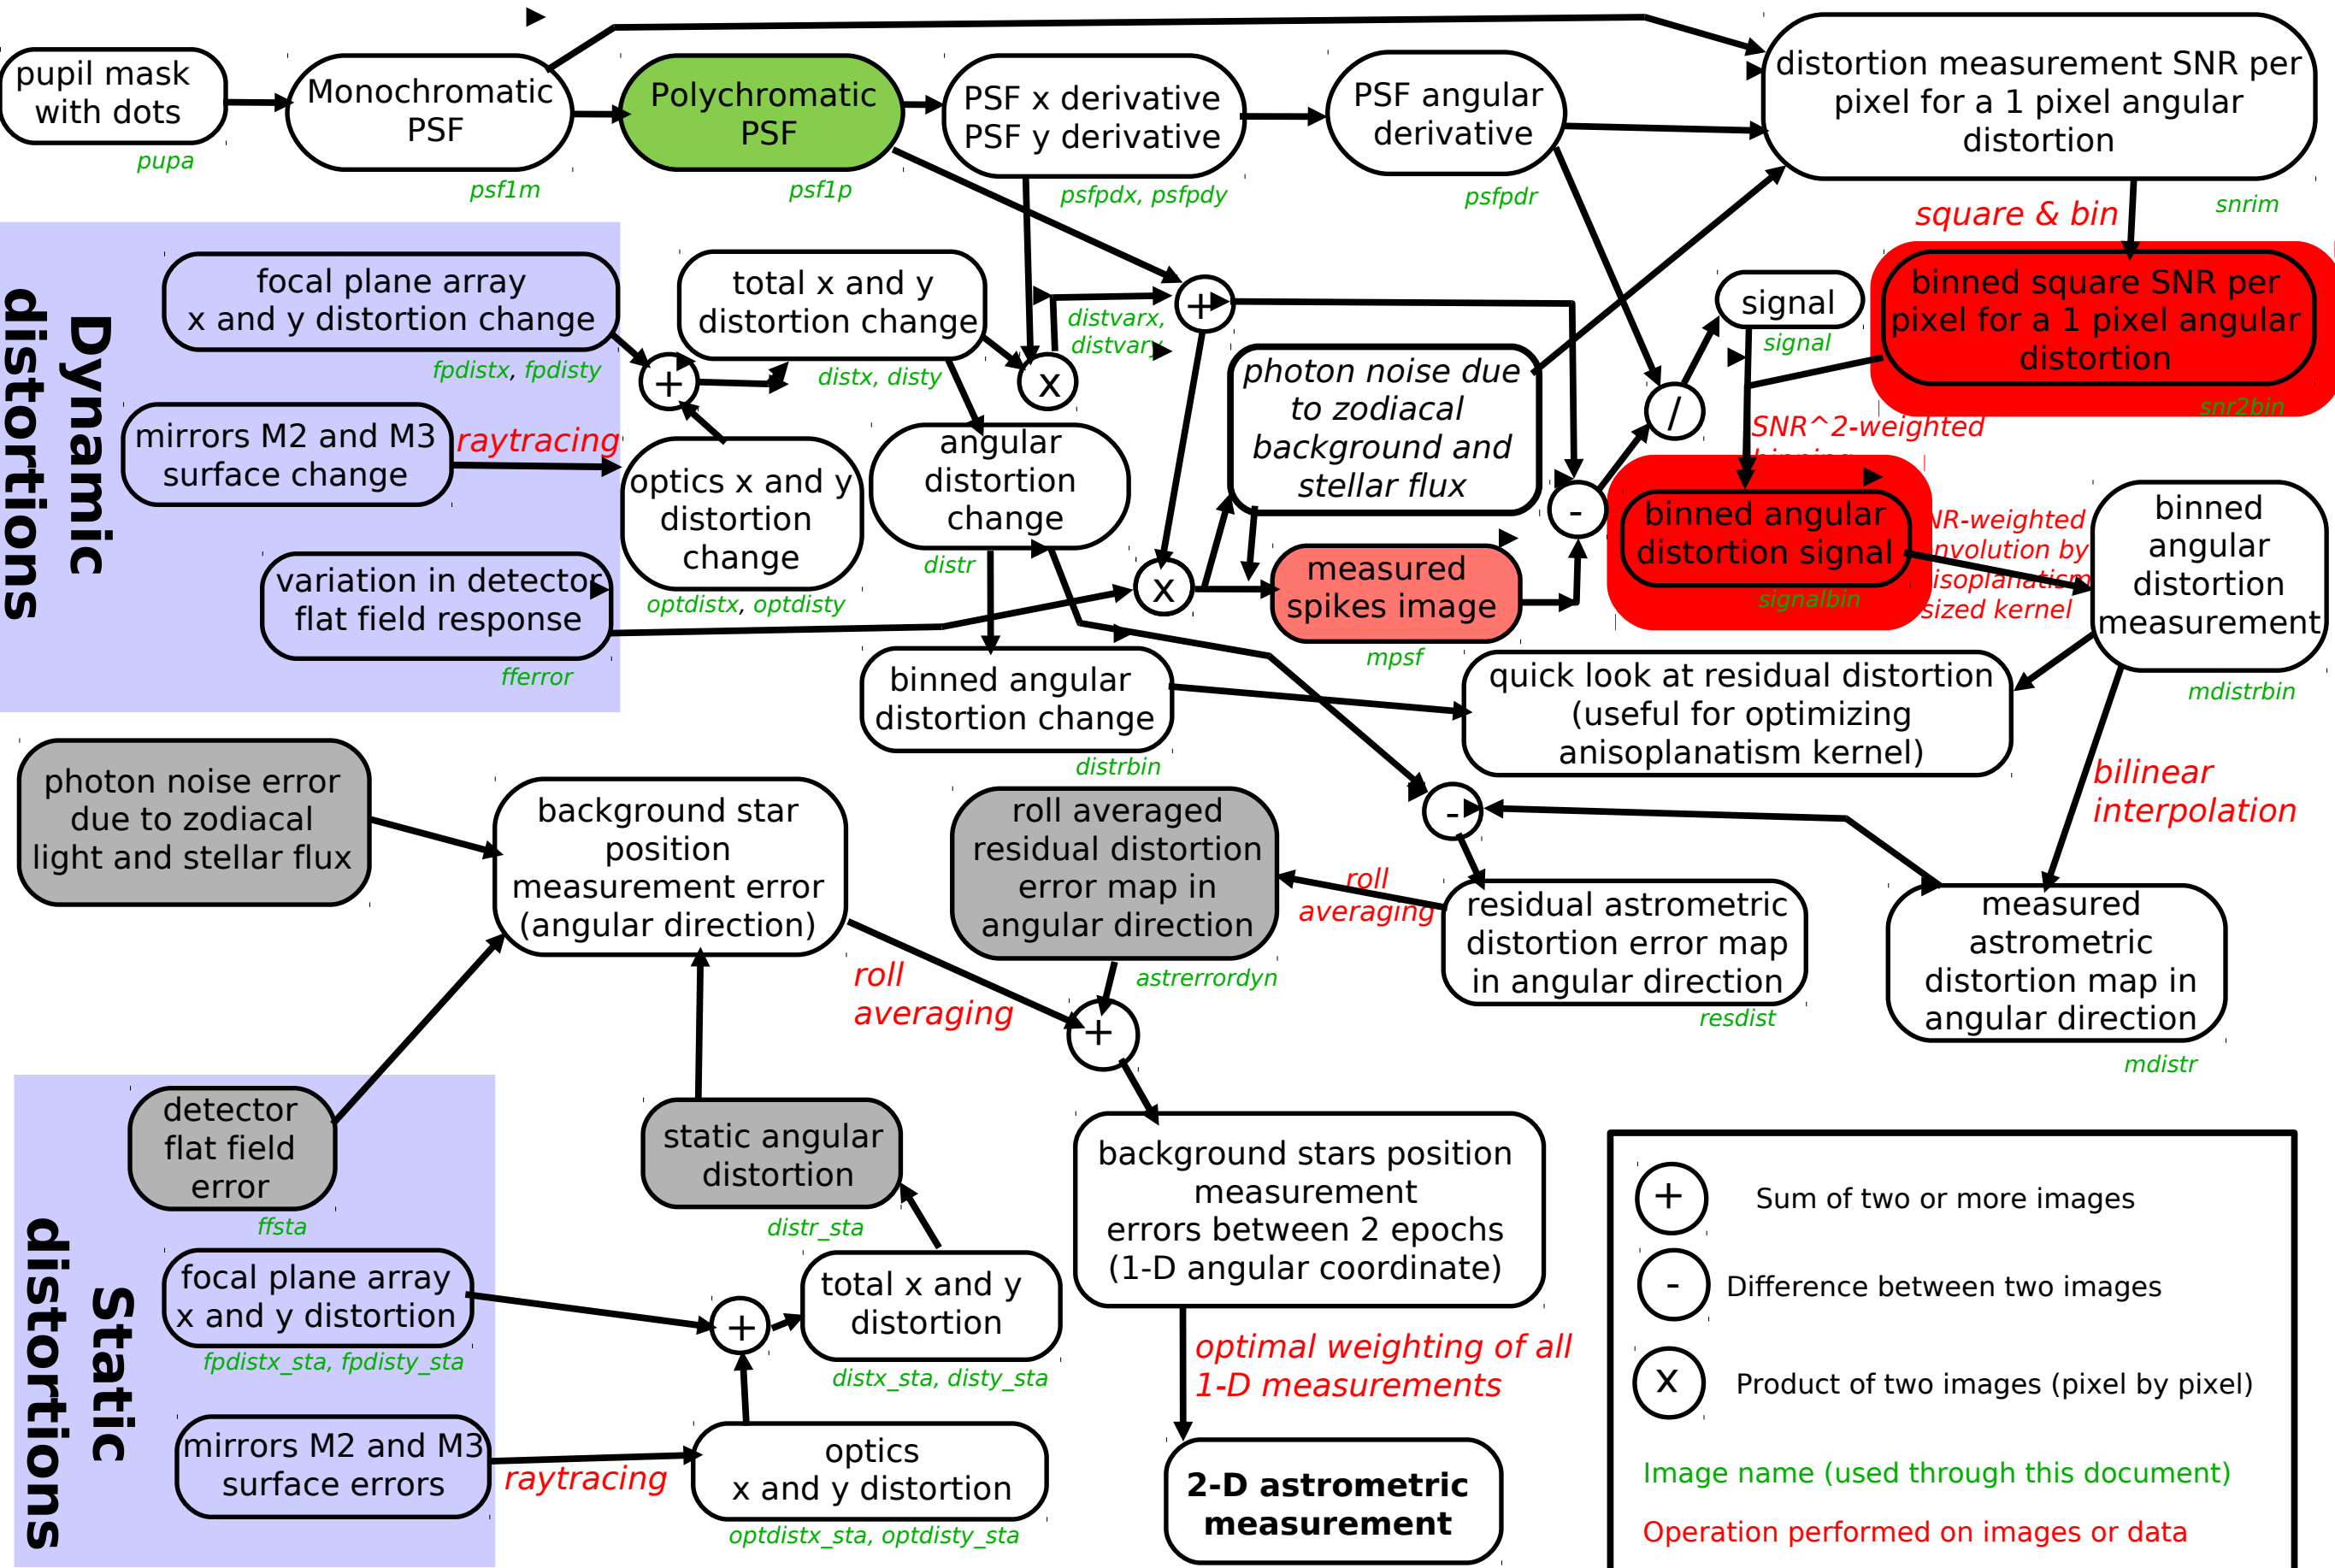 pupil mask
with dots
pupa
Monochromatic
PSF
psf1m
Polychromatic
PSF
psf1p
PSF x derivative
PSF y derivative
psfpdx, psfpdy
PSF angular
derivative
psfpdr
distortion measurement SNR per
pixel for a 1 pixel angular
distortion
snrim
square & bin
Dynamic
distortions
focal plane array
x and y distortion change
fpdistx, fpdisty
mirrors M2 and M3
surface change
raytracing
variation in detector
flat field response
fferror
+
total x and y
distortion change
distx, disty
optics x and y
distortion
change
optdistx, optdisty
x
distvarx,
distvary
+
angular
distortion
change
distr
photon noise due
to zodiacal
background and
stellar flux
x
measured
spikes image
mpsf
-
/
signal
signal
binned square SNR per
pixel for a 1 pixel angular
distortion
snr2bin
SNR^2-weighted
binned angular
distortion signal
signalbin
NR-weighted
nvolution by
isoplanatism
sized kernel
binned
angular
distortion
measurement
mdistrbin
binned angular
distortion change
distrbin
quick look at residual distortion
(useful for optimizing
anisoplanatism kernel)
bilinear
interpolation
photon noise error
due to zodiacal
light and stellar flux
background star
position
measurement error
(angular direction)
roll
averaging
roll averaged
residual distortion
error map in
angular direction
astrerrordyn
roll
averaging
-
residual astrometric
distortion error map
in angular direction
resdist
measured
astrometric
distortion map in
angular direction
mdistr
+
Static
distortions
detector
flat field
error
ffsta
focal plane array
x and y distortion
fpdistx_sta, fpdisty_sta
mirrors M2 and M3
surface errors
raytracing
static angular
distortion
distr_sta
+
total x and y
distortion
distx_sta, disty_sta
optics
x and y distortion
optdistx_sta, optdisty_sta
background stars position
measurement
errors between 2 epochs
(1-D angular coordinate)
optimal weighting of all
1-D measurements
2-D astrometric
measurement
+ Sum of two or more images
- Difference between two images
x Product of two images (pixel by pixel)
Image name (used through this document)
Operation performed on images or data